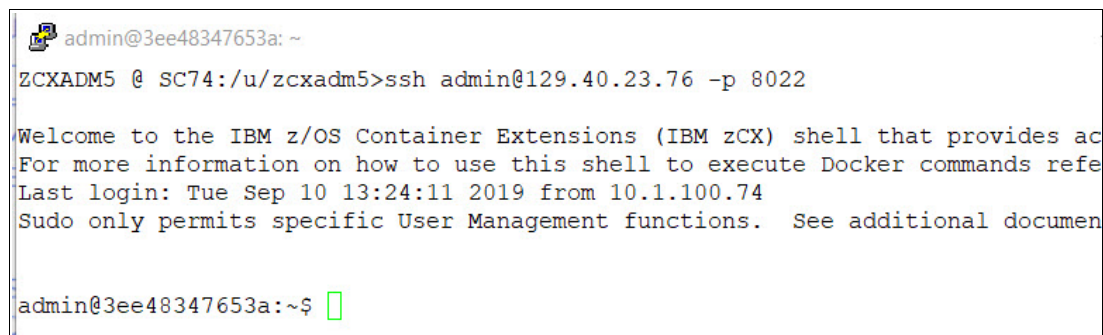 admin@3ee48347653a: ~
ZCXADM5 @ SC74:/u/zcxadm5>ssh admin@129.40.23.76 -p 8022
Welcome to the IBM z/OS Container Extensions (IBM zCX) shell that provides ac
For more information on how to use this shell to execute Docker commands refe
Last login: Tue Sep 10 13:24:11 2019 from 10.1.100.74
Sudo only permits specific User Management functions.  See additional documen
admin@3ee48347653a:~$